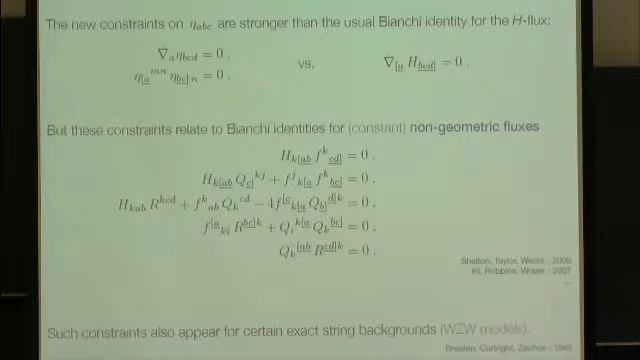 The new constraints on η_abc are stronger than the usual Bianchi identity for the H-flux:
∇_a η_bcd = 0 , vs. ∇_[a H_bcd] = 0 .
η_[a^mn η_bc]n = 0 ,
But these constraints relate to Bianchi identities for (constant) non-geometric fluxes
H_k[ab f^k_cd] = 0 ,
H_k[ab Q_c]^kj + f^j_k[a f^k_bc] = 0 ,
H_kab R^kcd + f^k_ab Q_k^cd − 4 f^[c_k[a Q_b]^d]k = 0 ,
f^[a_ki R^bc]k + Q_i^k[a Q_k^bc] = 0 ,
Q_k^[ab R^cd]k = 0 .
Shelton, Taylor, Wecht - 2005
Ihl, Robbins, Wrase - 2007
Such constraints also appear for certain exact string backgrounds (WZW models).
Braaten, Curtright, Zachos - 1985